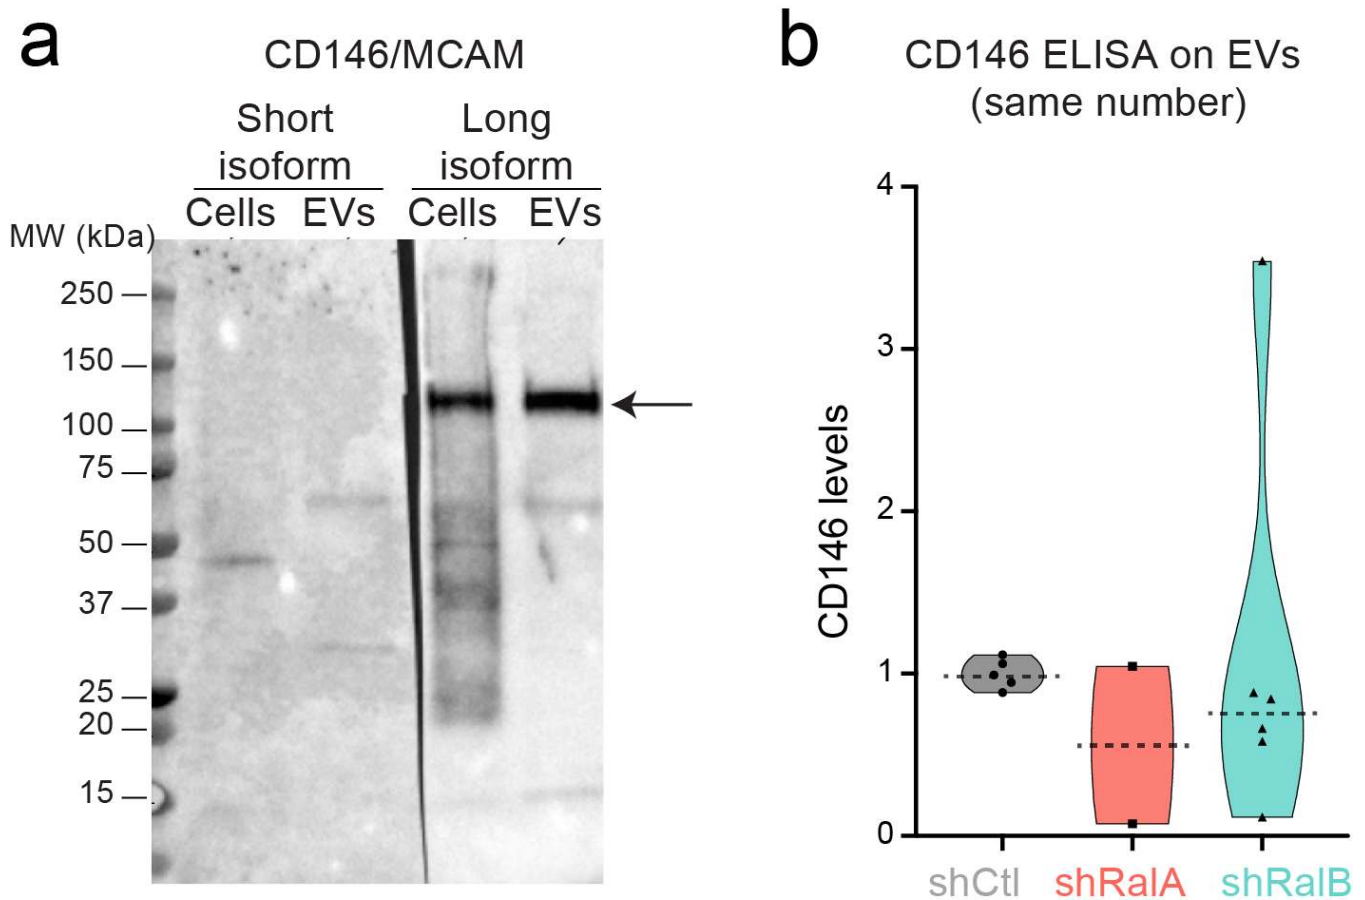 a
CD146/MCAM
Short isoform
Long isoform
Cells EVs Cells EVs
MW (kDa)
250
150
100
75
50
37
25
20
15
b
CD146 ELISA on EVs
(same number)
CD146 levels
4
3
2
1
0
shCtl shRalA shRalB